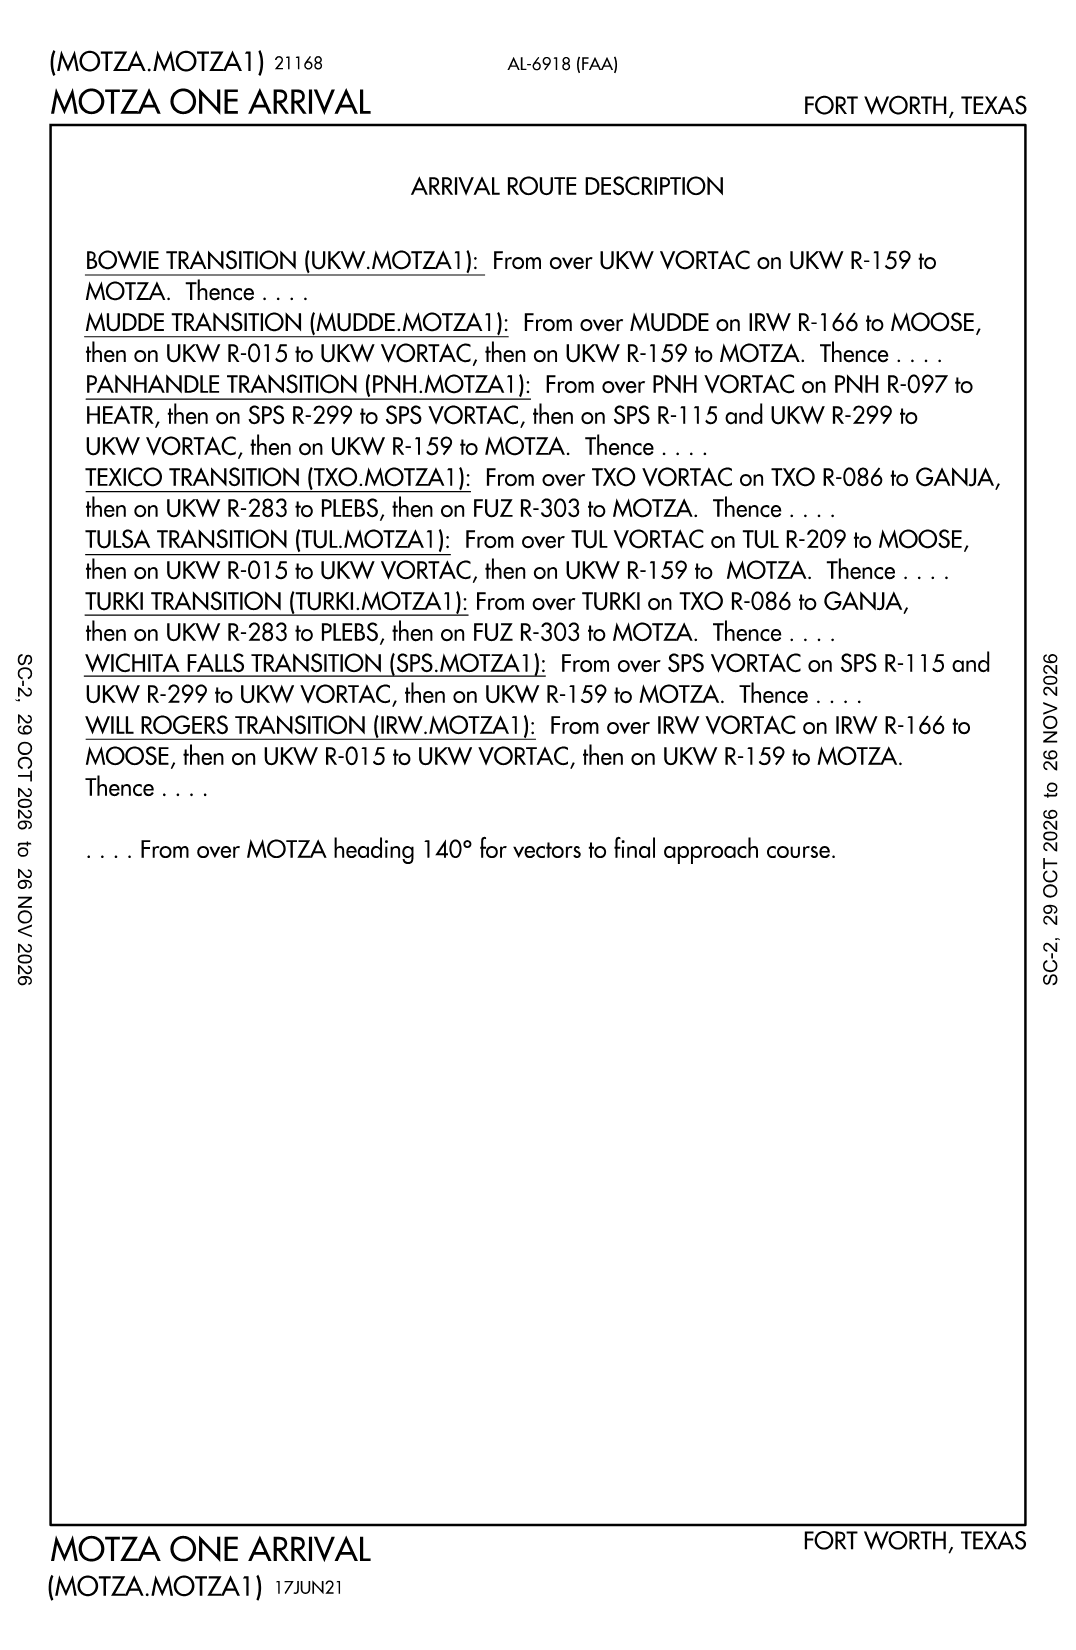 (MOTZA.MOTZA1) 21168
AL-6918 (FAA)
MOTZA ONE ARRIVAL
FORT WORTH, TEXAS
ARRIVAL ROUTE DESCRIPTION
BOWIE TRANSITION (UKW.MOTZA1): From over UKW VORTAC on UKW R-159 to
MOTZA. Thence . . . .
MUDDE TRANSITION (MUDDE.MOTZA1): From over MUDDE on IRW R-166 to MOOSE,
then on UKW R-015 to UKW VORTAC, then on UKW R-159 to MOTZA. Thence . . . .
PANHANDLE TRANSITION (PNH.MOTZA1): From over PNH VORTAC on PNH R-097 to
HEATR, then on SPS R-299 to SPS VORTAC, then on SPS R-115 and UKW R-299 to
UKW VORTAC, then on UKW R-159 to MOTZA. Thence . . . .
TEXICO TRANSITION (TXO.MOTZA1): From over TXO VORTAC on TXO R-086 to GANJA,
then on UKW R-283 to PLEBS, then on FUZ R-303 to MOTZA. Thence . . . .
TULSA TRANSITION (TUL.MOTZA1): From over TUL VORTAC on TUL R-209 to MOOSE,
then on UKW R-015 to UKW VORTAC, then on UKW R-159 to MOTZA. Thence . . . .
TURKI TRANSITION (TURKI.MOTZA1): From over TURKI on TXO R-086 to GANJA,
then on UKW R-283 to PLEBS, then on FUZ R-303 to MOTZA. Thence . . . .
WICHITA FALLS TRANSITION (SPS.MOTZA1): From over SPS VORTAC on SPS R-115 and
UKW R-299 to UKW VORTAC, then on UKW R-159 to MOTZA. Thence . . . .
WILL ROGERS TRANSITION (IRW.MOTZA1): From over IRW VORTAC on IRW R-166 to
MOOSE, then on UKW R-015 to UKW VORTAC, then on UKW R-159 to MOTZA.
Thence . . . .
. . . . From over MOTZA heading 140° for vectors to final approach course.
SC-2, 29 OCT 2026 to 26 NOV 2026
SC-2, 29 OCT 2026 to 26 NOV 2026
MOTZA ONE ARRIVAL
FORT WORTH, TEXAS
(MOTZA.MOTZA1) 17JUN21